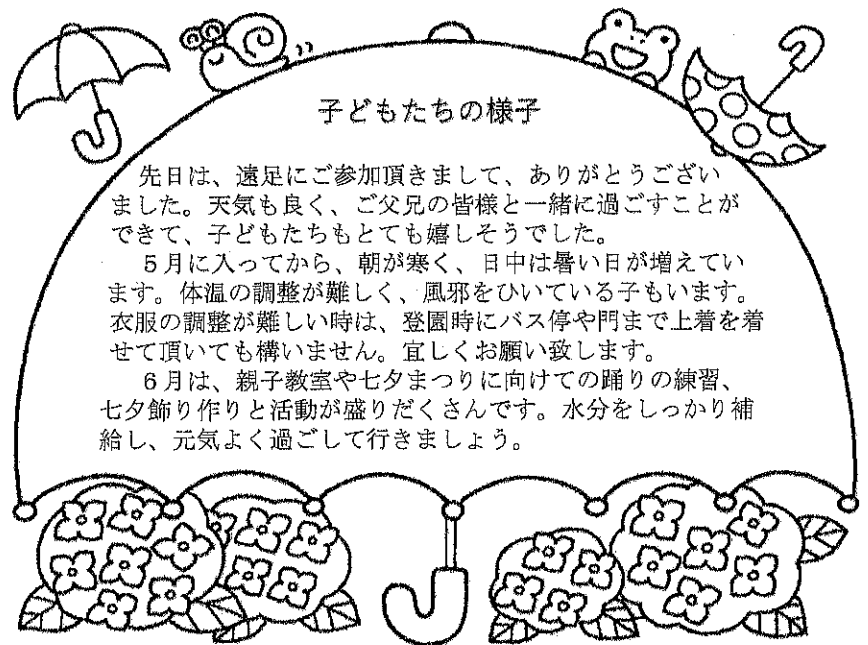 子どもたちの様子
先日は、遠足にご参加頂きまして、ありがとうござい
ました。天気も良く、ご父兄の皆様と一緒に過ごすことが
できて、子どもたちもとても嬉しそうでした。
５月に入ってから、朝が寒く、日中は暑い日が増えてい
ます。体温の調整が難しく、風邪をひいている子もいます。
衣服の調整が難しい時は、登園時にバス停や門まで上着を着
せて頂いても構いません。宜しくお願い致します。
６月は、親子教室や七夕まつりに向けての踊りの練習、
七夕飾り作りと活動が盛りだくさんです。水分をしっかり補
給し、元気よく過ごして行きましょう。